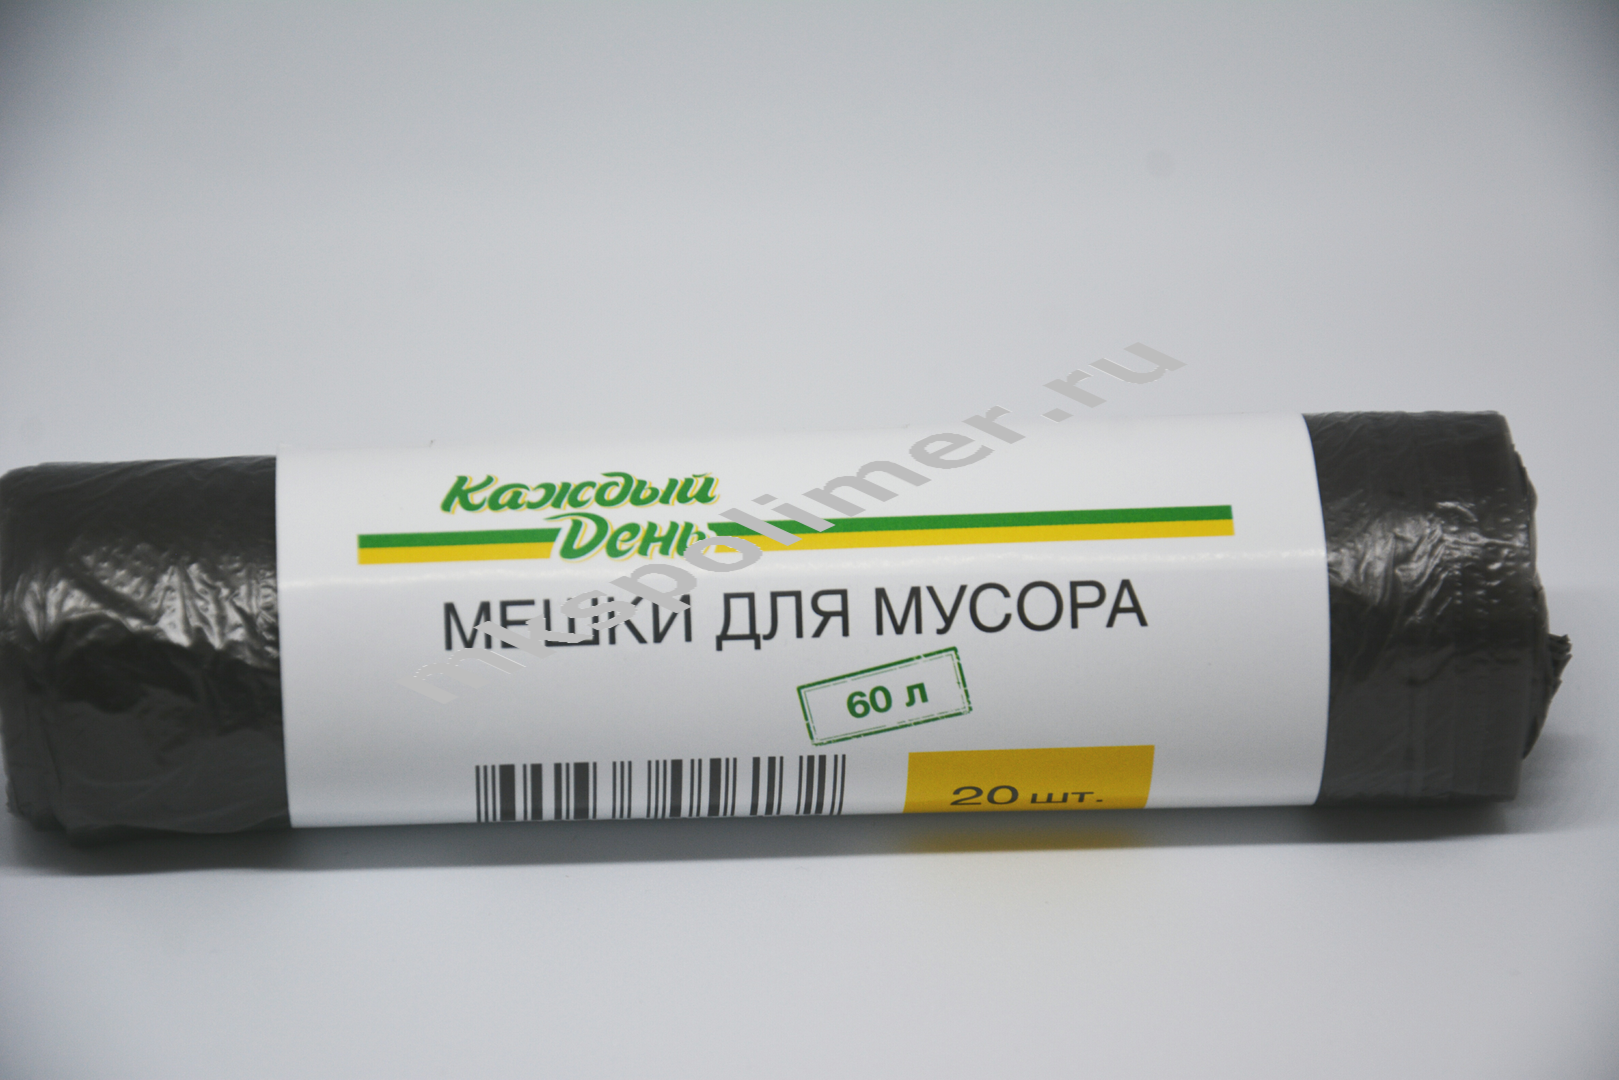 Каждый
День
МЕШКИ ДЛЯ МУСОРА
60 л
20 шт.
mkspolimer.ru